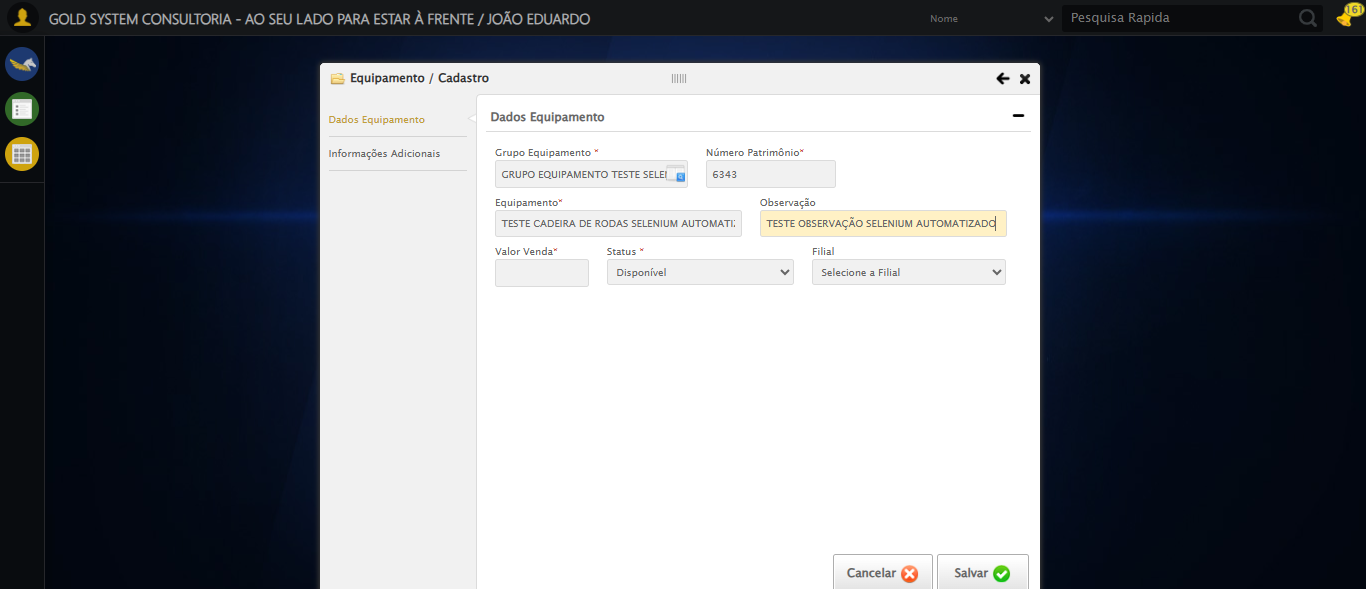 GOLD SYSTEM CONSULTORIA - AO SEU LADO PARA ESTAR À FRENTE / JOÃO EDUARDO
Nome
Pesquisa Rapida
161
Equipamento / Cadastro
Dados Equipamento
Informações Adicionais
Dados Equipamento
Grupo Equipamento * Número Patrimônio*
GRUPO EQUIPAMENTO TESTE SELE 6343
Equipamento* Observação
TESTE CADEIRA DE RODAS SELENIUM AUTOMATI TESTE OBSERVAÇÃO SELENIUM AUTOMATIZADO
Valor Venda* Status * Filial
Disponível Selecione a Filial
Cancelar Salvar